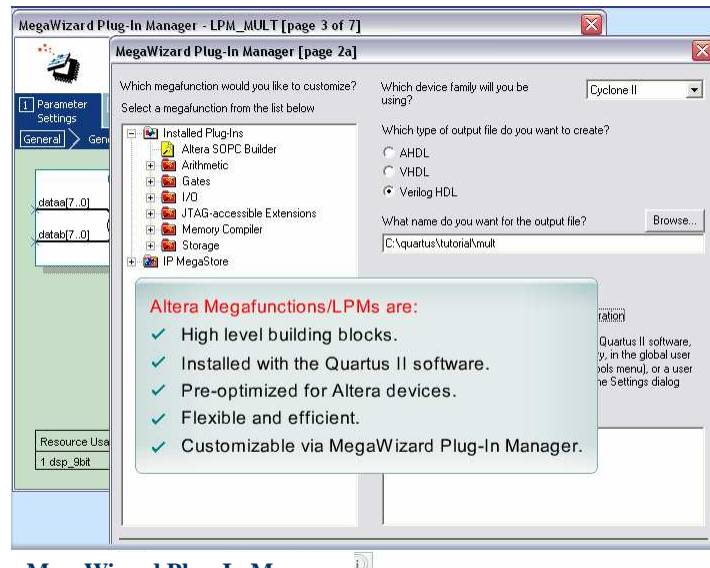 MegaWizard Plug-In Manager - LPM_MULT [page 3 of 7]
MegaWizard Plug-In Manager [page 2a]
1 Parameter
Settings
General
dataa[7..0]
datab[7..0]
Resource Usa
1 dsp_9bit
Which megafunction would you like to customize?
Select a megafunction from the list below
Installed Plug-Ins
Altera SOPC Builder
Arithmetic
Gates
I/O
JTAG-accessible Extensions
Memory Compiler
Storage
IP MegaStore
Which device family will you be
using?
Cyclone II
Which type of output file do you want to create?
AHDL
VHDL
Verilog HDL
What name do you want for the output file?
Browse...
C:\quartus\tutorial\mult
ration
Quartus II software,
y, in the global user
ools menu), or a user
he Settings dialog
Altera Megafunctions/LPMs are:
✓ High level building blocks.
✓ Installed with the Quartus II software.
✓ Pre-optimized for Altera devices.
✓ Flexible and efficient.
✓ Customizable via MegaWizard Plug-In Manager.